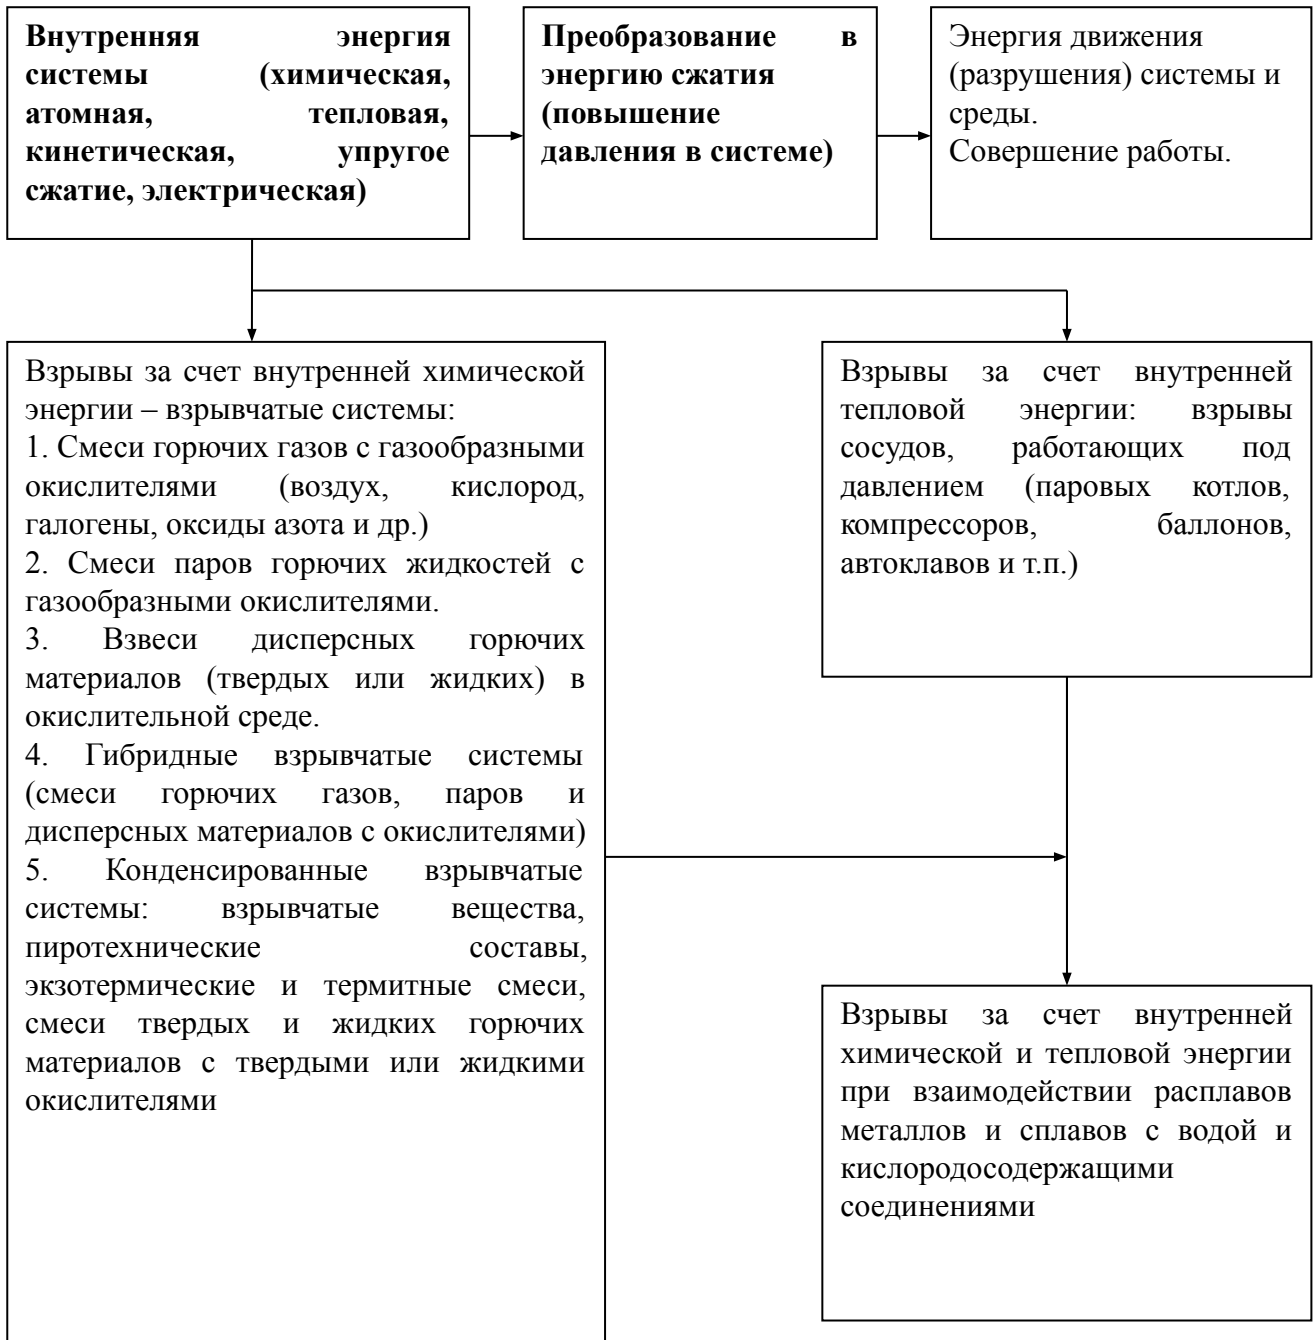 Внутренняя энергия
системы (химическая,
атомная, тепловая,
кинетическая, упругое
сжатие, электрическая)
Преобразование в
энергию сжатия
(повышение
давления в системе)
Энергия движения
(разрушения) системы и
среды.
Совершение работы.
Взрывы за счет внутренней химической
энергии – взрывчатые системы:
1. Смеси горючих газов с газообразными
окислителями (воздух, кислород,
галогены, оксиды азота и др.)
2. Смеси паров горючих жидкостей с
газообразными окислителями.
3. Взвеси дисперсных горючих
материалов (твердых или жидких) в
окислительной среде.
4. Гибридные взрывчатые системы
(смеси горючих газов, паров и
дисперсных материалов с окислителями)
5. Конденсированные взрывчатые
системы: взрывчатые вещества,
пиротехнические составы,
экзотермические и термитные смеси,
смеси твердых и жидких горючих
материалов с твердыми или жидкими
окислителями
Взрывы за счет внутренней
тепловой энергии: взрывы
сосудов, работающих под
давлением (паровых котлов,
компрессоров, баллонов,
автоклавов и т.п.)
Взрывы за счет внутренней
химической и тепловой энергии
при взаимодействии расплавов
металлов и сплавов с водой и
кислородосодержащими
соединениями